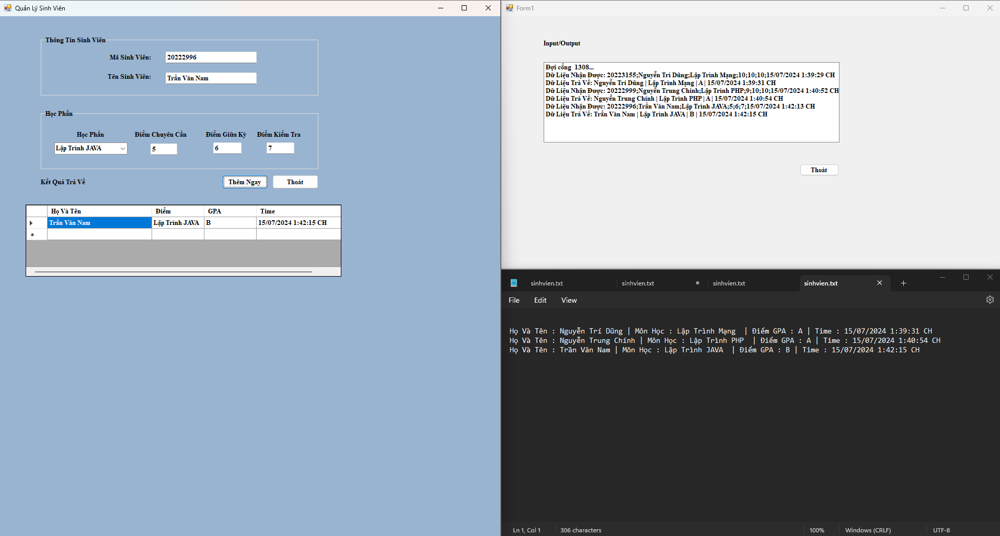 Quản Lý Sinh Viên
Thông Tin Sinh Viên
Mã Sinh Viên:
20222996
Tên Sinh Viên:
Trần Văn Nam
Học Phần
Học Phần
Điểm Chuyên Cần
Điểm Giữa Kỳ
Điểm Kiểm Tra
Lập Trình JAVA
5
6
7
Kết Quả Trả Về
Thêm Ngay
Thoát
Họ Và Tên
Điểm
GPA
Time
Trần Văn Nam
Lập Trình JAVA
B
15/07/2024 1:42:15 CH
Form1
Input/Output
Đợi cổng  1308...
Dữ Liệu Nhận Được: 20223155;Nguyễn Trí Dũng;Lập Trình Mạng;10;10;10;15/07/2024 1:39:29 CH
Dữ Liệu Trả Về: Nguyễn Trí Dũng | Lập Trình Mạng | A | 15/07/2024 1:39:31 CH
Dữ Liệu Nhận Được: 20222999;Nguyễn Trung Chính;Lập Trình PHP;9;10;10;15/07/2024 1:40:52 CH
Dữ Liệu Trả Về: Nguyễn Trung Chính | Lập Trình PHP | A | 15/07/2024 1:40:54 CH
Dữ Liệu Nhận Được: 20222996;Trần Văn Nam;Lập Trình JAVA;5;6;7;15/07/2024 1:42:13 CH
Dữ Liệu Trả Về: Trần Văn Nam | Lập Trình JAVA | B | 15/07/2024 1:42:15 CH
Thoát
sinhvien.txt
sinhvien.txt
sinhvien.txt
sinhvien.txt
File
Edit
View
Họ Và Tên : Nguyễn Trí Dũng | Môn Học : Lập Trình Mạng  | Điểm GPA : A | Time : 15/07/2024 1:39:31 CH
Họ Và Tên : Nguyễn Trung Chính | Môn Học : Lập Trình PHP  | Điểm GPA : A | Time : 15/07/2024 1:40:54 CH
Họ Và Tên : Trần Văn Nam | Môn Học : Lập Trình JAVA  | Điểm GPA : B | Time : 15/07/2024 1:42:15 CH
Ln 1, Col 1
306 characters
100%
Windows (CRLF)
UTF-8